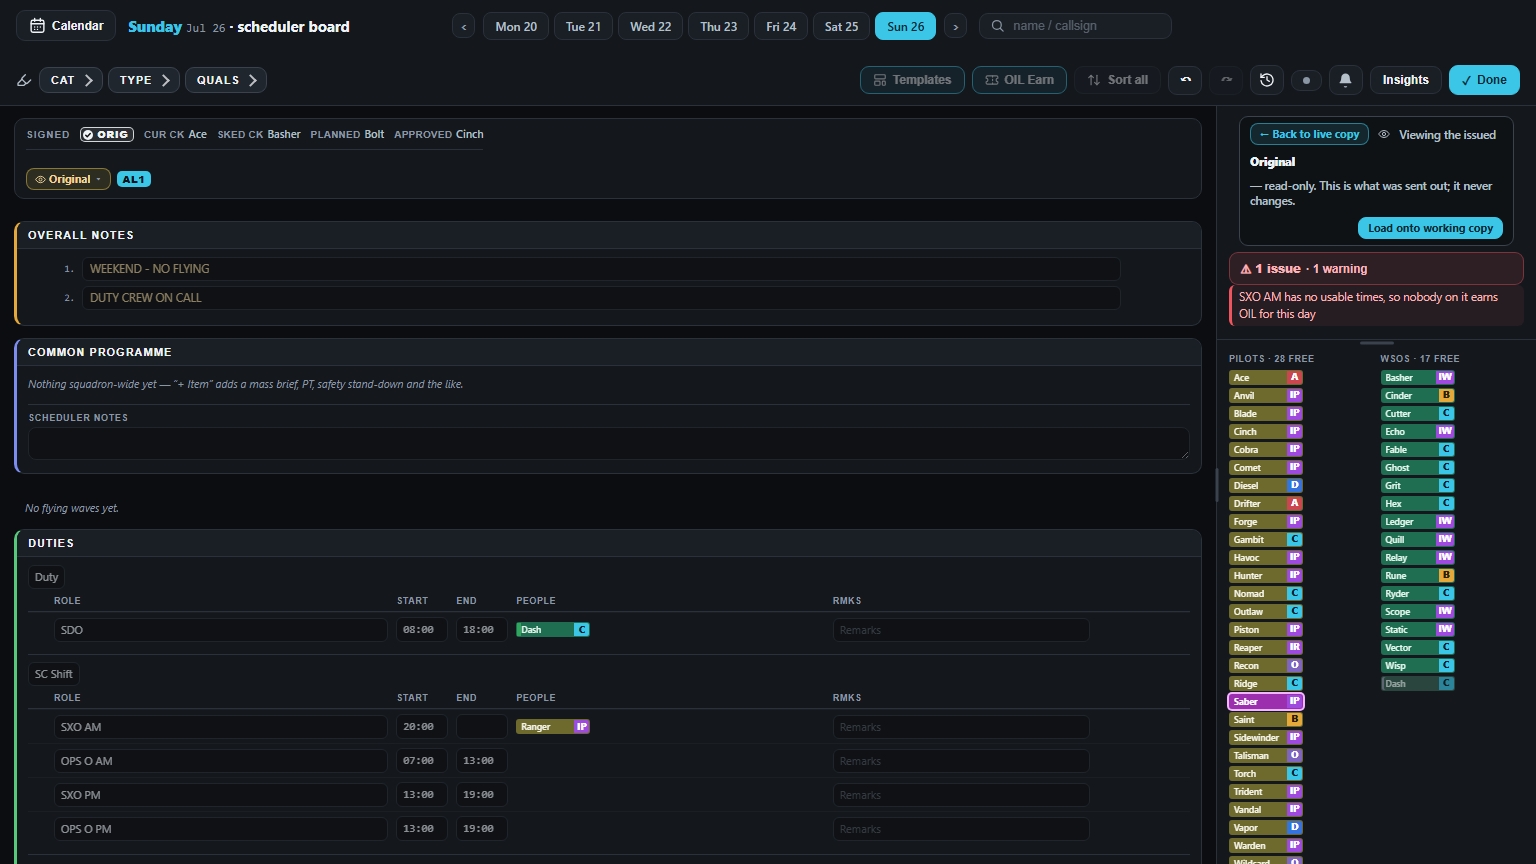 Calendar
Sunday Jul 26 · scheduler board
Mon 20
Tue 21
Wed 22
Thu 23
Fri 24
Sat 25
Sun 26
name / callsign
CAT
TYPE
QUALS
Templates
OIL Earn
Sort all
Insights
✓ Done
SIGNED ORIG CUR CK Ace SKED CK Basher PLANNED Bolt APPROVED Cinch
Original
AL1
OVERALL NOTES
1. WEEKEND - NO FLYING
2. DUTY CREW ON CALL
COMMON PROGRAMME
Nothing squadron-wide yet — "+ Item" adds a mass brief, PT, safety stand-down and the like.
SCHEDULER NOTES
No flying waves yet.
DUTIES
Duty
ROLE START END PEOPLE RMKS
SDO 08:00 18:00 Dash C Remarks
SC Shift
ROLE START END PEOPLE RMKS
SXO AM 20:00 Ranger IP Remarks
OPS O AM 07:00 13:00 Remarks
SXO PM 13:00 19:00 Remarks
OPS O PM 13:00 19:00 Remarks
← Back to live copy Viewing the issued
Original
— read-only. This is what was sent out; it never
changes.
Load onto working copy
⚠ 1 issue · 1 warning
SXO AM has no usable times, so nobody on it earns
OIL for this day
PILOTS · 28 FREE
Ace A
Anvil IP
Blade IP
Cinch IP
Cobra IP
Comet IP
Diesel D
Drifter A
Forge IP
Gambit C
Havoc IP
Hunter IP
Nomad C
Outlaw C
Piston IP
Reaper IR
Recon O
Ridge C
Saber IP
Saint B
Sidewinder IP
Talisman O
Torch C
Trident IP
Vandal IP
Vapor D
Warden IP
Wildcard O
WSOS · 17 FREE
Basher IW
Cinder B
Cutter C
Echo IW
Fable C
Ghost C
Grit C
Hex C
Ledger IW
Quill IW
Relay IW
Rune B
Ryder C
Scope IW
Static IW
Vector C
Wisp C
Dash C